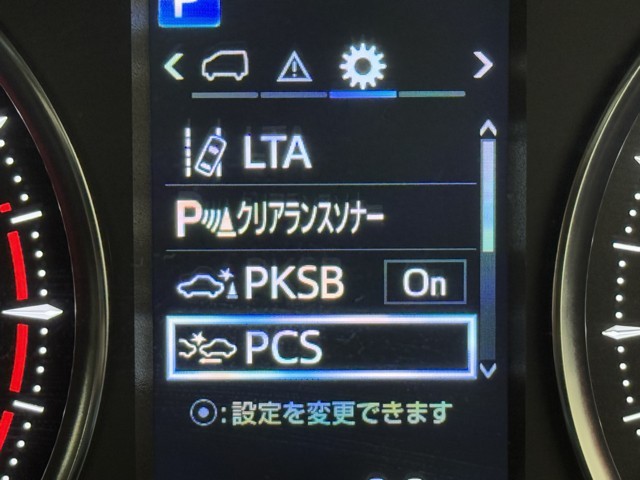 P
LTA
Pクリアランスソナー
PKSB On
PCS
:設定を変更できます